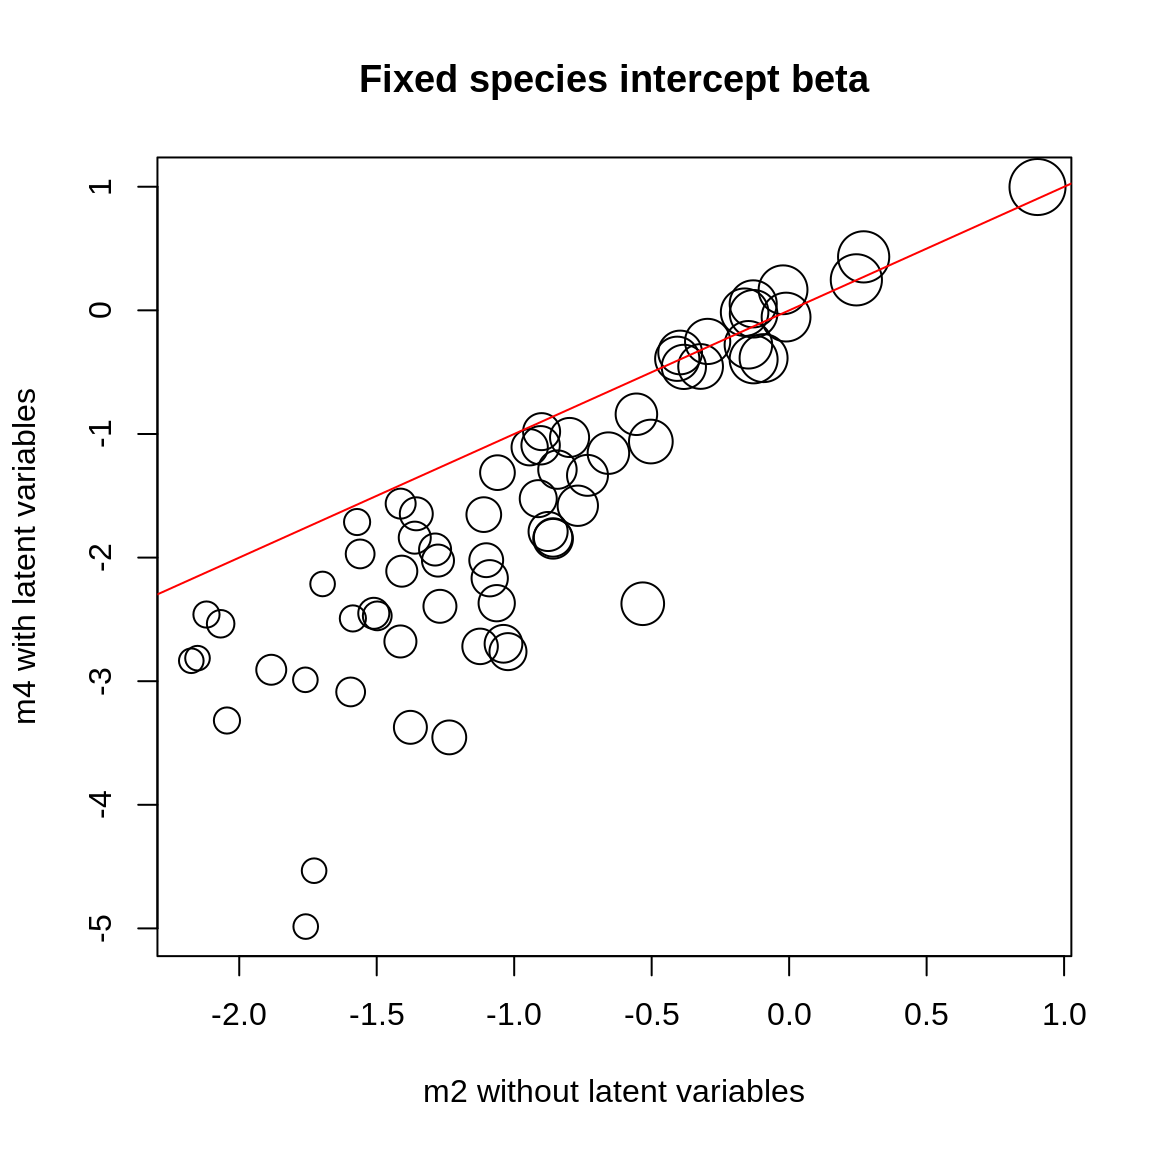 Fixed species intercept beta
1
0
-1
-2
-3
-4
-5
m4 with latent variables
-2.0 -1.5 -1.0 -0.5 0.0 0.5 1.0
m2 without latent variables